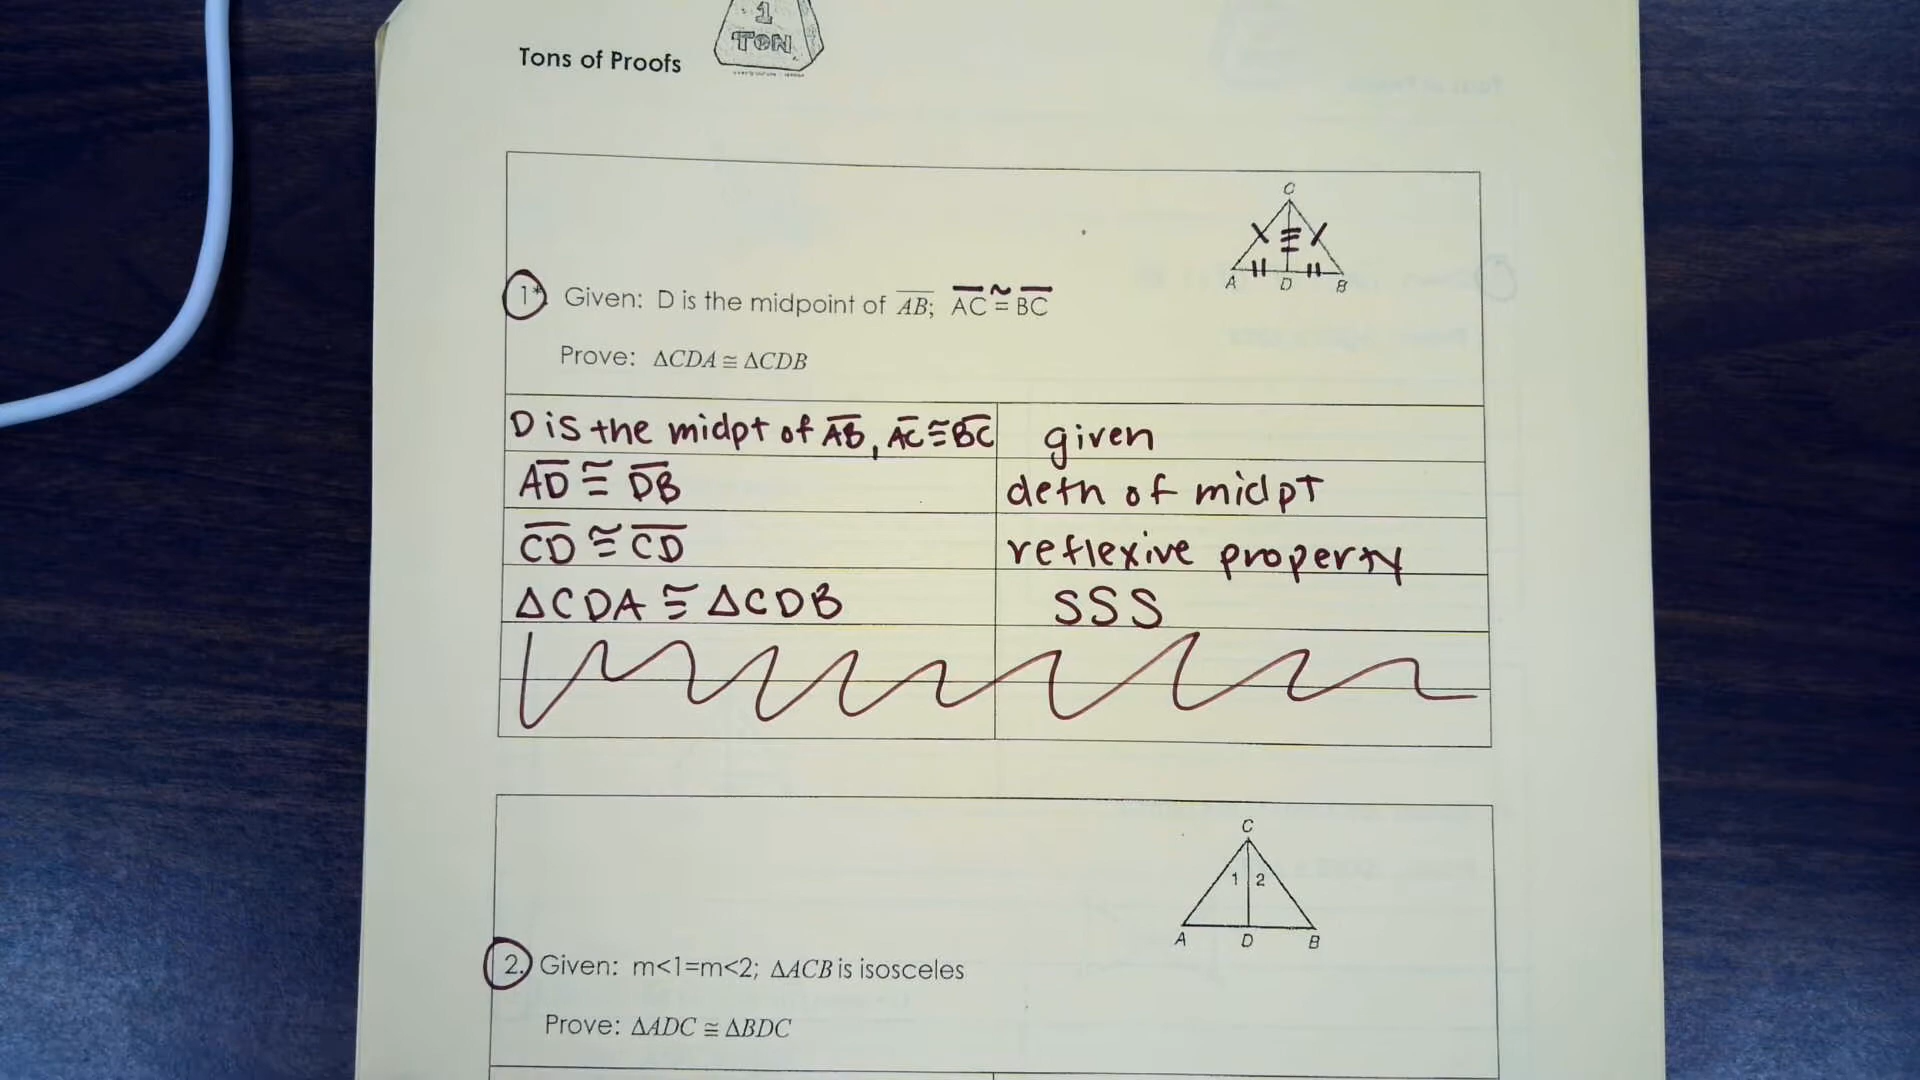 1
TON
Tons of Proofs
C
A D B
1* Given: D is the midpoint of AB; AC ≅ BC
Prove: ΔCDA ≅ ΔCDB
D is the midpt of AB, AC ≅ BC given
AD ≅ DB defn of midpt
CD ≅ CD reflexive property
ΔCDA ≅ ΔCDB SSS
C
1 2
A D B
2. Given: m<1=m<2; ΔACB is isosceles
Prove: ΔADC ≅ ΔBDC